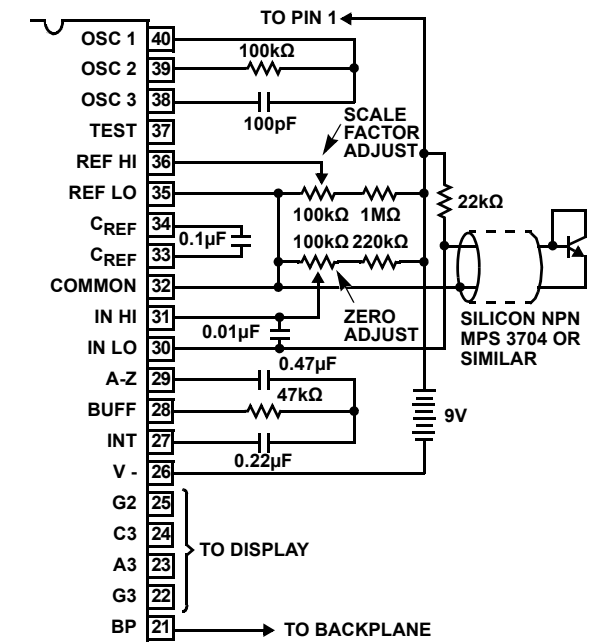 TO PIN 1
OSC 1 40
100kΩ
OSC 2 39
OSC 3 38
100pF
TEST 37
SCALE
FACTOR
ADJUST
REF HI 36
REF LO 35
100kΩ 1MΩ
22kΩ
CREF 34
0.1µF
100kΩ 220kΩ
CREF 33
COMMON 32
IN HI 31
0.01µF
ZERO
ADJUST
SILICON NPN
MPS 3704 OR
SIMILAR
IN LO 30
0.47µF
A-Z 29
47kΩ
BUFF 28
9V
INT 27
0.22µF
V - 26
G2 25
C3 24
TO DISPLAY
A3 23
G3 22
BP 21
TO BACKPLANE